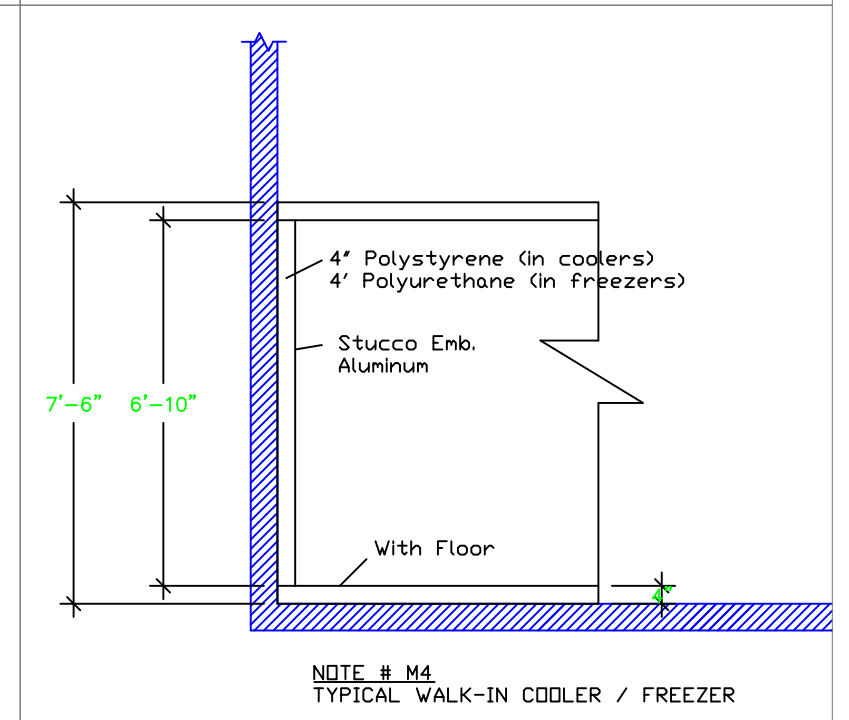 4" Polystyrene (in coolers)
4' Polyurethane (in freezers)
Stucco Emb.
Aluminum
7'-6" 6'-10"
With Floor
4"
NOTE # M4
TYPICAL WALK-IN COOLER / FREEZER